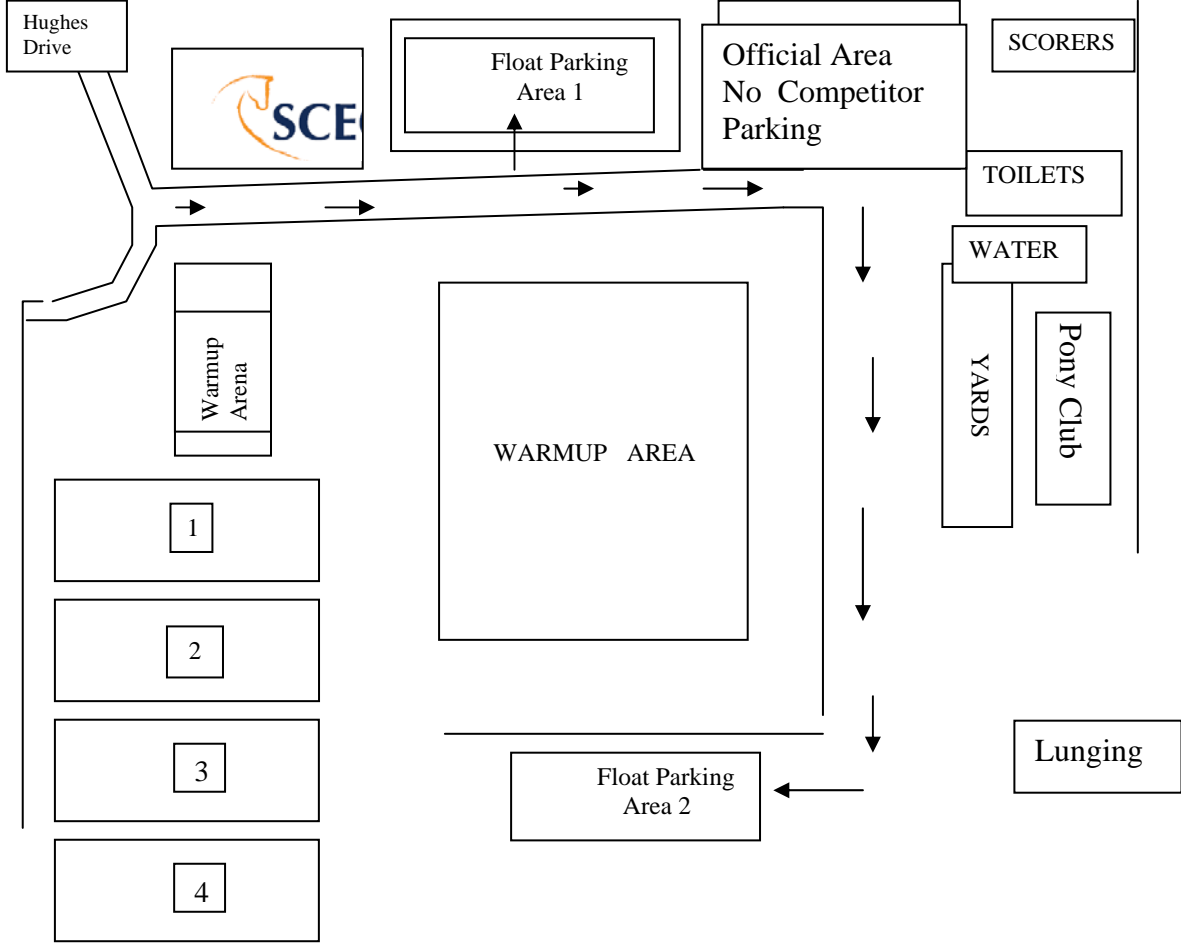 Hughes
Drive
SCE
Float Parking
Area 1
Official Area
No Competitor
Parking
SCORERS
TOILETS
WATER
Warmup
Arena
WARMUP AREA
YARDS
Pony Club
1
2
3
4
Float Parking
Area 2
Lunging